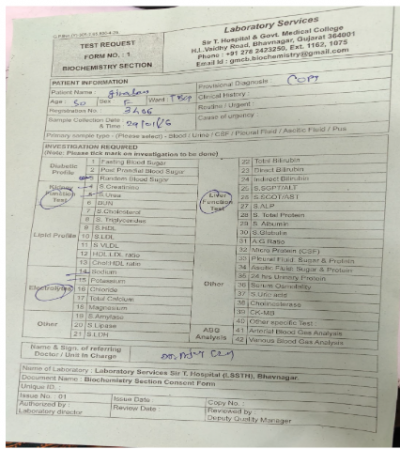 Laboratory Services
TEST REQUEST
FORM NO. : 1
BIOCHEMISTRY SECTION
Sir T. Hospital & Govt. Medical College
H.L.Vaidhy Road, Bhavnagar, Gujarat 364001
Phone : +91 278 2423250, Ext. 1162, 1075
Email Id : gmcb.biochemistry@gmail.com
PATIENT INFORMATION
Patient Name :
Age : 50 Sex F Ward :
Registration No
Sample Collection Date & Time
Provisional Diagnosis : COPD
Clinical History :
Routine / Urgent :
Cause of urgency
Primary sample type - (Please select) - Blood / Urine / CSF / Pleural Fluid / Ascitic Fluid / Pus
INVESTIGATION REQUIRED
(Note: Please tick mark on investigation to be done)
Diabetic Profile
1 Fasting Blood Sugar
2 Post Prandial Blood Sugar
3 Random Blood Sugar
Kidney Function Test
4 S.Creatinine
5 S.Urea
6 BUN
Lipid Profile
7 S.Cholesterol
8 S. Triglycerides
9 S.HDL
10 S.LDL
11 S.VLDL
12 HDL:LDL ratio
13 Chol:HDL ratio
Electrolytes
14 Sodium
15 Potassium
16 Chloride
17 Total Calcium
18 Magnesium
Other
19 S.Amylase
20 S.Lipase
21 S.LDH
Liver Function Test
22 Total Bilirubin
23 Direct Bilirubin
24 Indirect Bilirubin
25 S.SGPT/ALT
26 S.SGOT/AST
27 S.ALP
28 S. Total Protein
29 S. Albumin
30 S.Globulin
31 A:G Ratio
Other
32 Micro Protein (CSF)
33 Pleural Fluid: Sugar & Protein
34 Ascitic Fluid: Sugar & Protein
35 24 hrs Urinary Protein
36 Serum Osmolality
37 S.Uric acid
38 Cholinesterase
39 CK-MB
40 Other specific Test :
ABG Analysis
41 Arterial Blood Gas Analysis
42 Venous Blood Gas Analysis
Name & Sign. of referring
Doctor / Unit In Charge
Name of Laboratory : Laboratory Services Sir T. Hospital (LSSTH), Bhavnagar.
Document Name : Biochemistry Section Consent Form
Unique ID. :
Issue No : 01 Issue Date : Copy No. :
Authorized by Laboratory director
Review Date :
Reviewed by Deputy Quality Manager